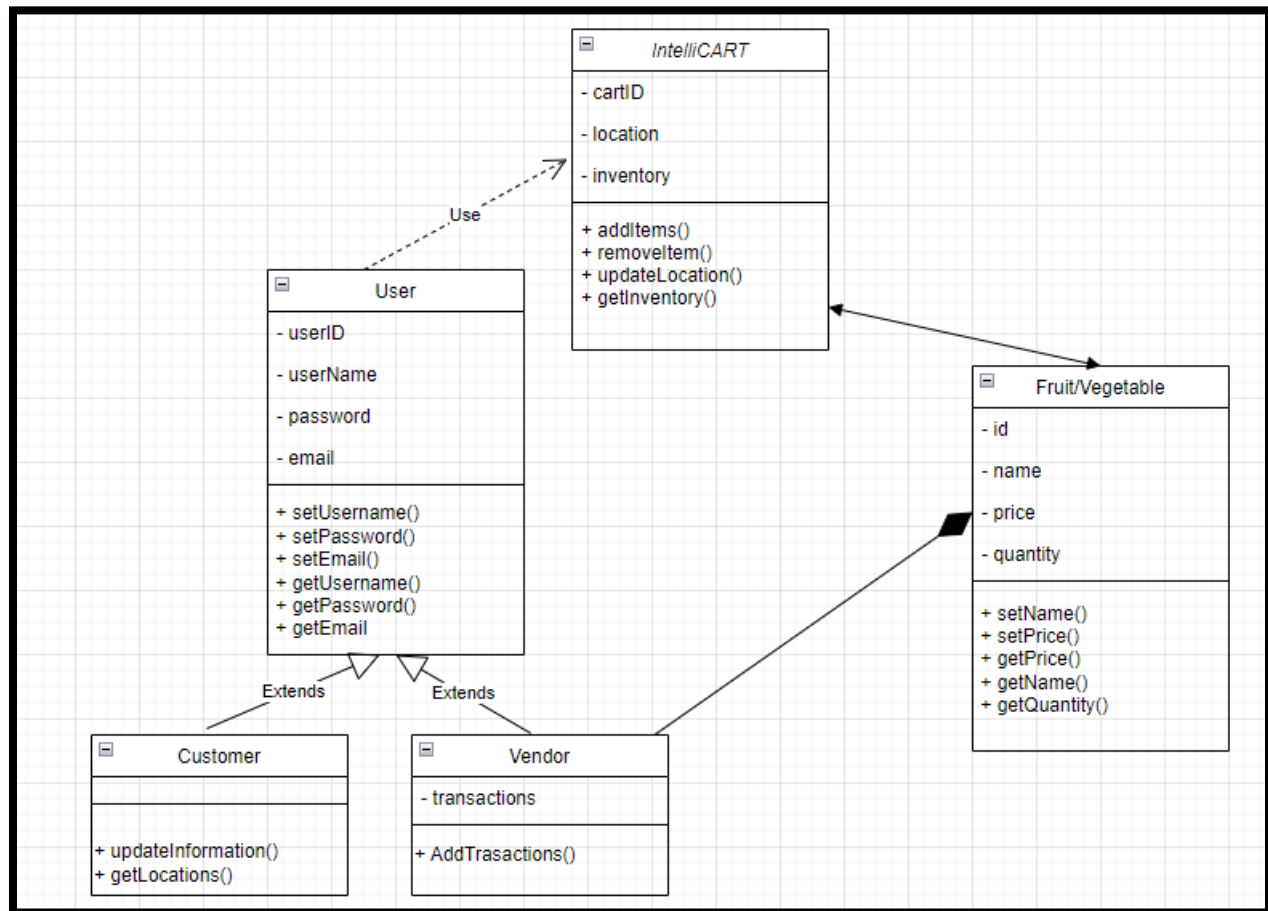 IntelliCART
- cartID
- location
- inventory
+ addItems()
+ removeItem()
+ updateLocation()
+ getInventory()
Use
User
- userID
- userName
- password
- email
+ setUsername()
+ setPassword()
+ setEmail()
+ getUsername()
+ getPassword()
+ getEmail
Fruit/Vegetable
- id
- name
- price
- quantity
+ setName()
+ setPrice()
+ getPrice()
+ getName()
+ getQuantity()
Extends
Extends
Customer
+ updateInformation()
+ getLocations()
Vendor
- transactions
+ AddTrasactions()